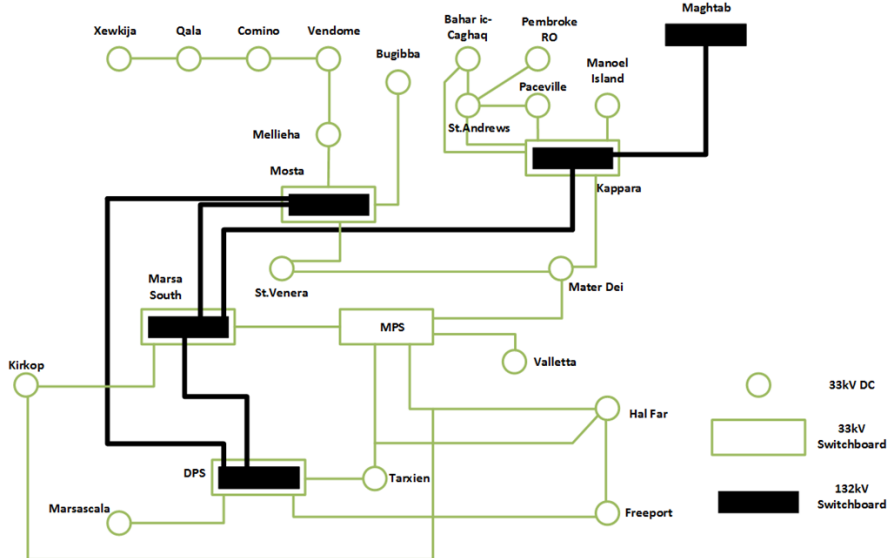 Maghtab
Bahar ic-
Caghaq
Pembroke
RO
Xewkija
Qala
Comino
Vendome
Bugibba
Manoel
Island
Paceville
St.Andrews
Mellieha
Mosta
Kappara
Marsa
South
St.Venera
Mater Dei
MPS
Valletta
Kirkop
33kV DC
Hal Far
33kV
Switchboard
DPS
Tarxien
132kV
Switchboard
Marsascala
Freeport